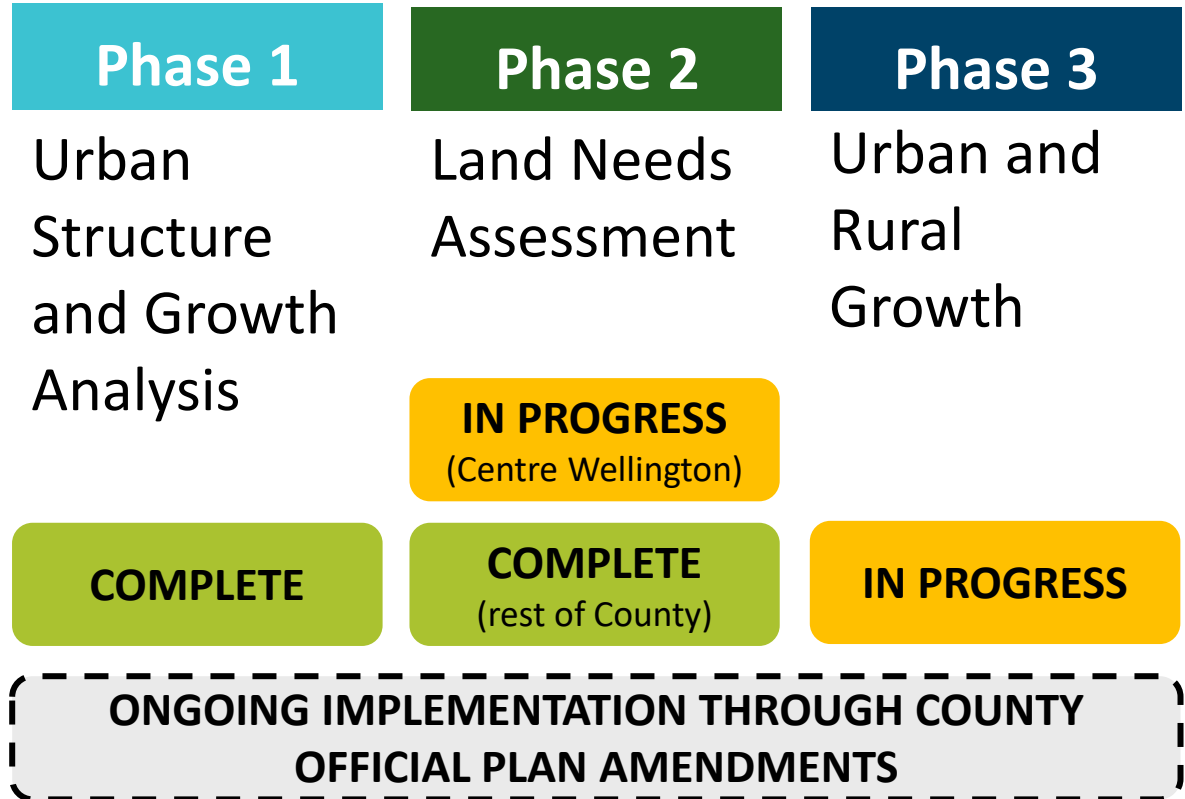 Phase 1
Urban
Structure
and Growth
Analysis
COMPLETE
Phase 2
Land Needs
Assessment
IN PROGRESS
(Centre Wellington)
COMPLETE
(rest of County)
Phase 3
Urban and
Rural
Growth
IN PROGRESS
ONGOING IMPLEMENTATION THROUGH COUNTY
OFFICIAL PLAN AMENDMENTS